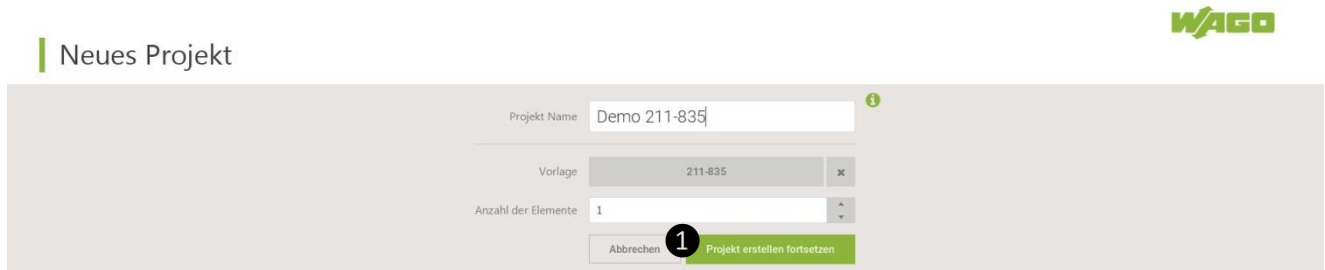 WAGO
Neues Projekt
Projekt Name Demo 211-835
Vorlage 211-835
Anzahl der Elemente 1
Abbrechen 1 Projekt erstellen fortsetzen